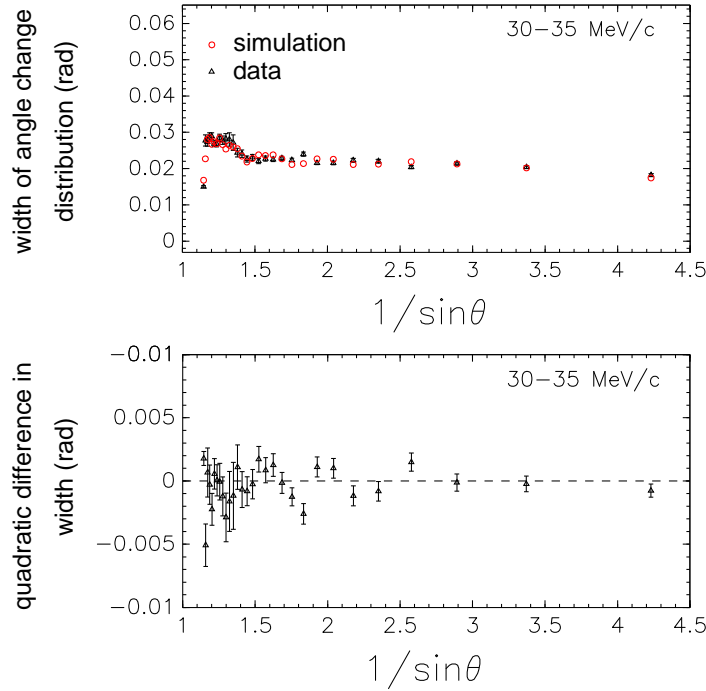 width of angle change
distribution (rad)
0.06
0.05
0.04
0.03
0.02
0.01
0
30−35 MeV/c
simulation
data
1
1.5
2
2.5
3
3.5
4
4.5
1/sinθ
quadratic difference in
width (rad)
−0.01
0.005
0
−0.005
−0.01
30−35 MeV/c
1
1.5
2
2.5
3
3.5
4
4.5
1/sinθ